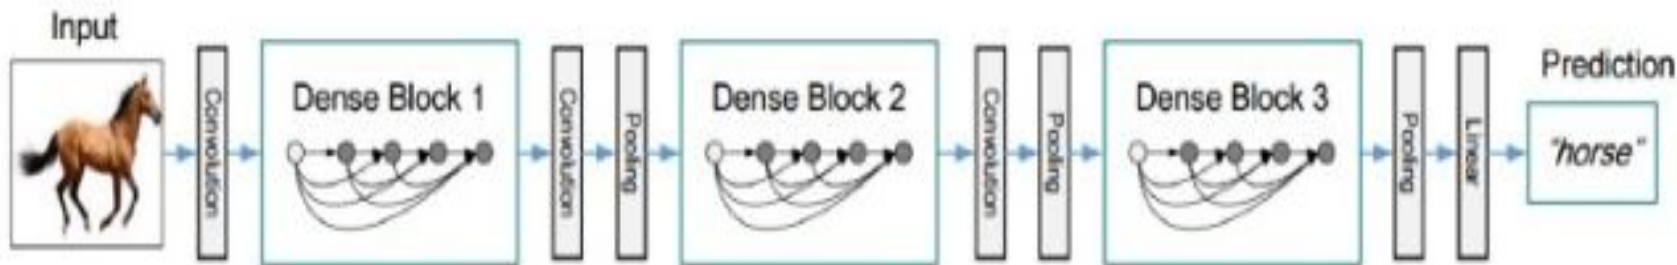 Input
Convolution
Dense Block 1
Convolution
Pooling
Dense Block 2
Convolution
Pooling
Dense Block 3
Pooling
Linear
Prediction
"horse"